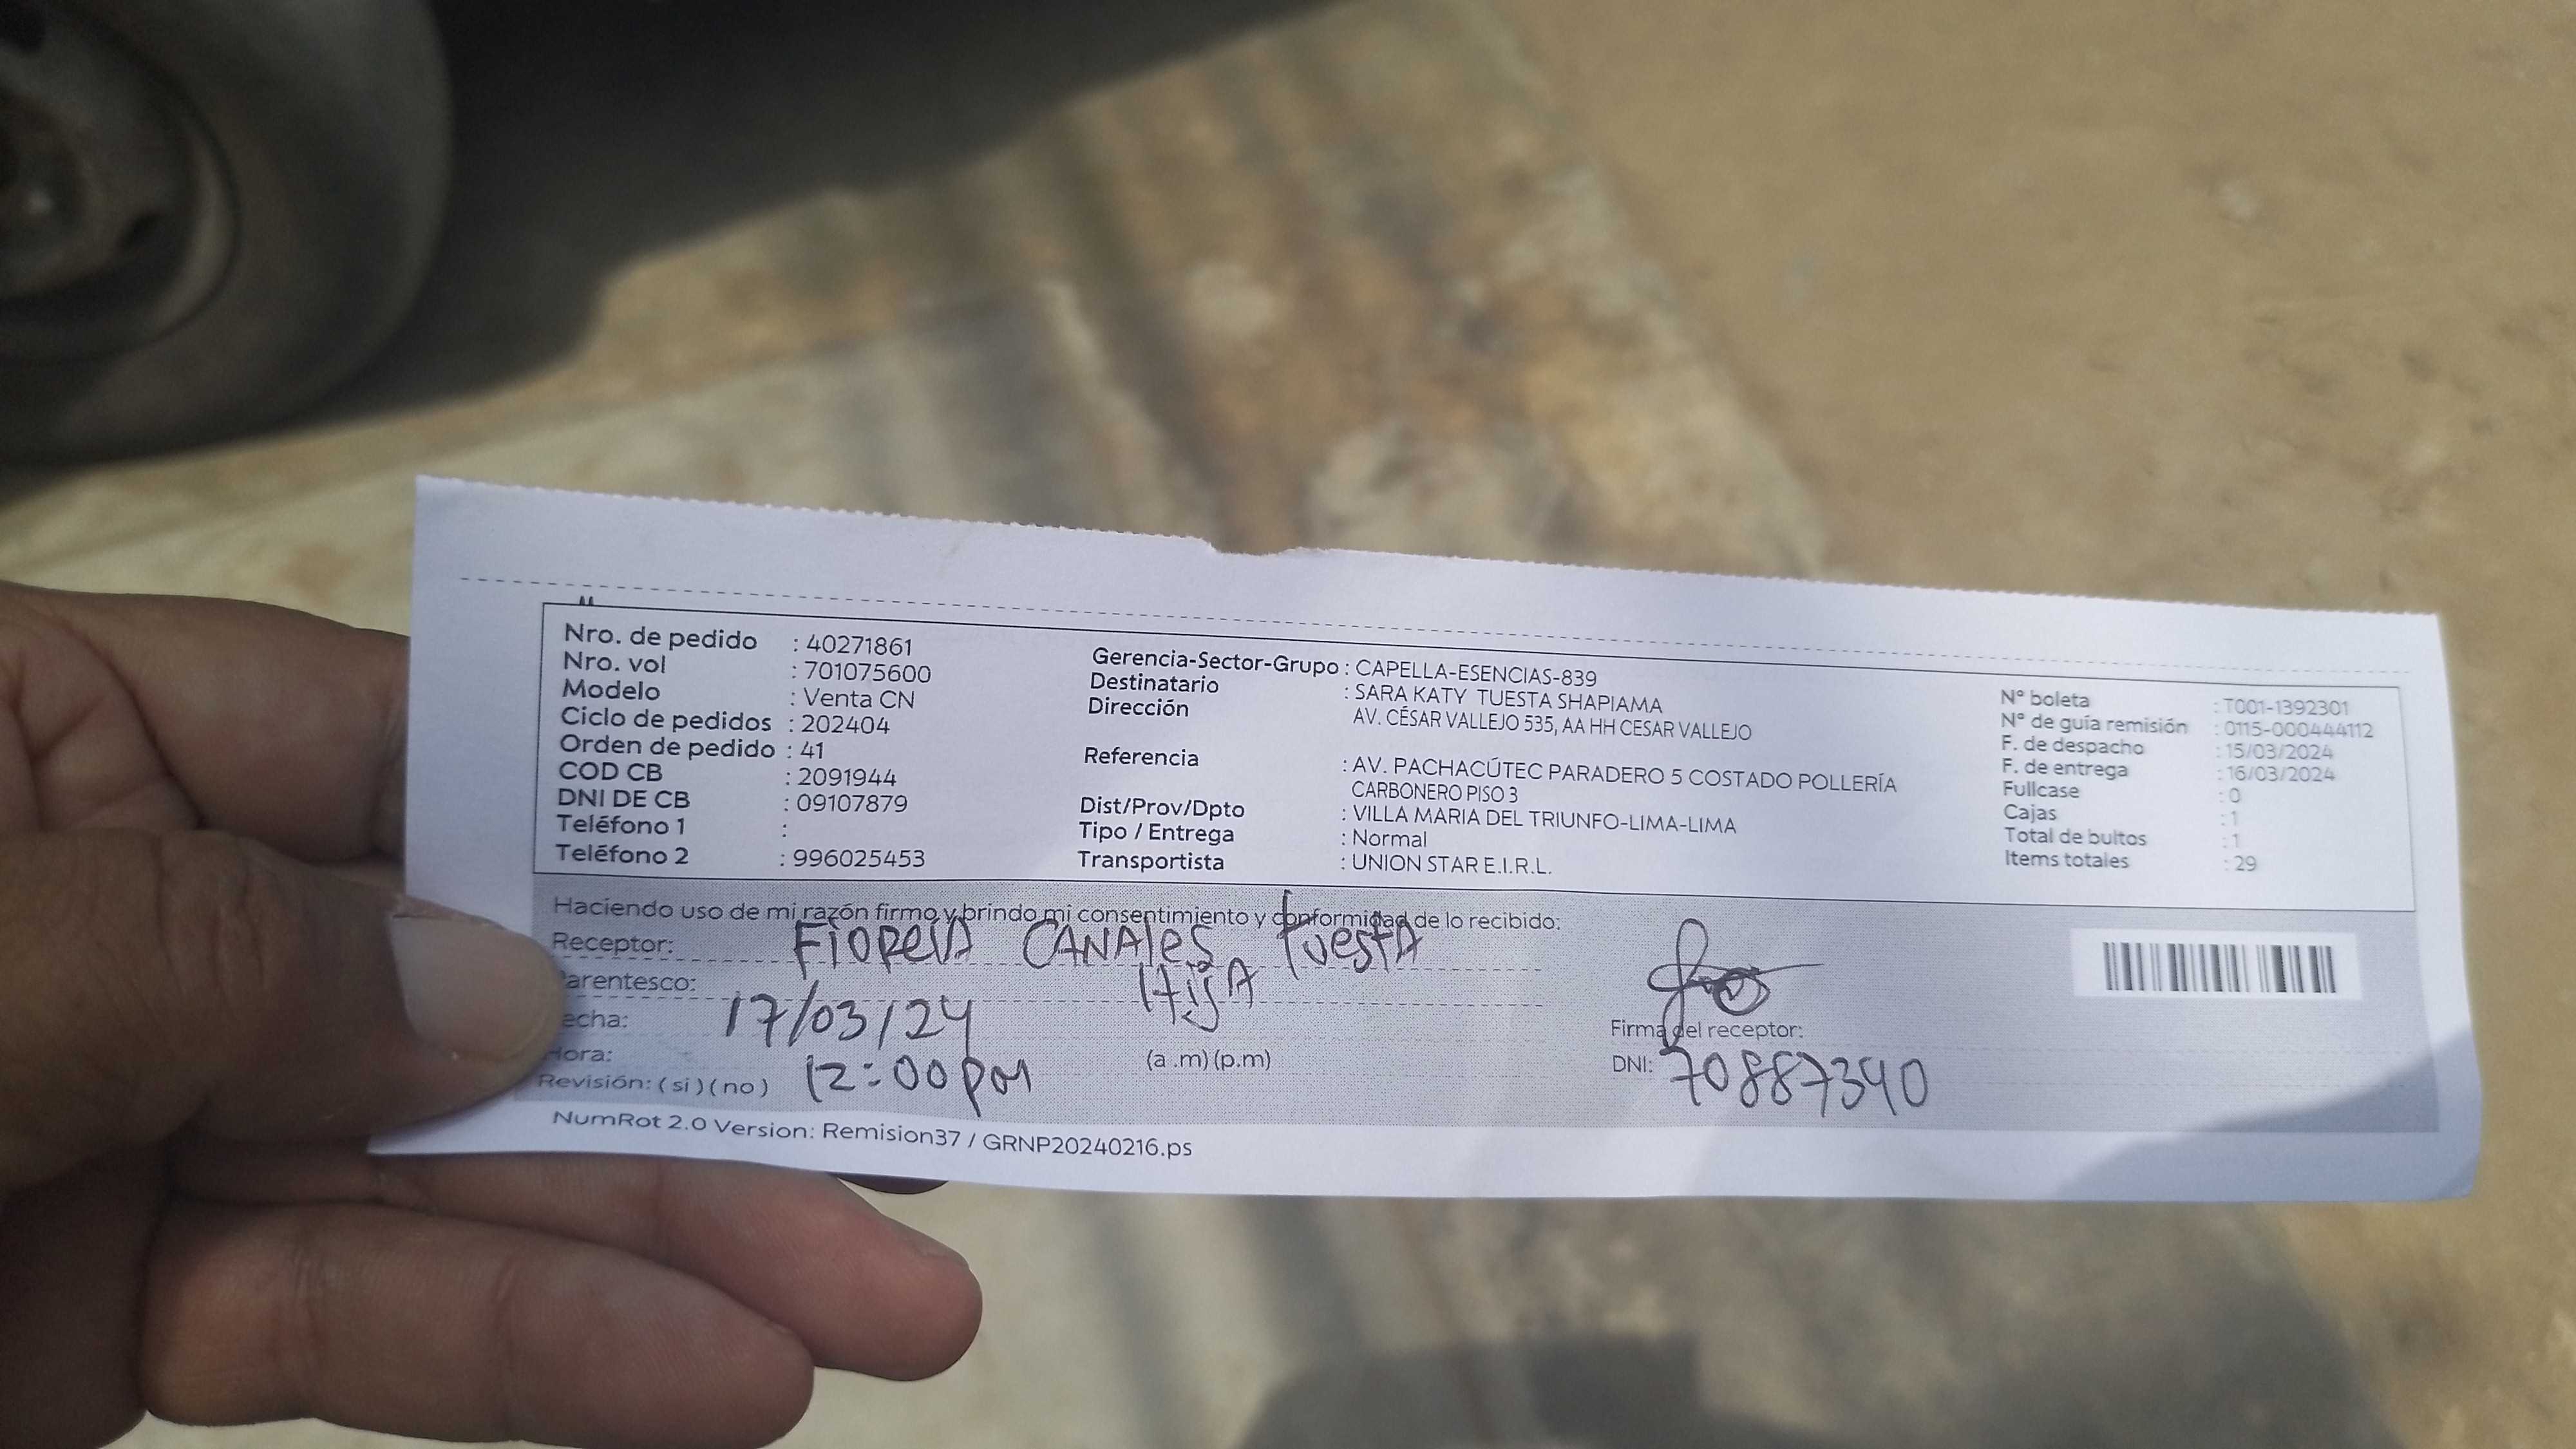 Nro. de pedido : 40271861
Nro. vol : 701075600
Modelo : Venta CN
Ciclo de pedidos : 202404
Orden de pedido : 41
COD CB : 2091944
DNI DE CB : 09107879
Teléfono 1 :
Teléfono 2 : 996025453
Gerencia-Sector-Grupo : CAPELLA-ESENCIAS-839
Destinatario : SARA KATY TUESTA SHAPIAMA
Dirección AV. CÉSAR VALLEJO 535, AA HH CESAR VALLEJO
Referencia : AV. PACHACÚTEC PARADERO 5 COSTADO POLLERÍA
CARBONERO PISO 3
Dist/Prov/Dpto : VILLA MARIA DEL TRIUNFO-LIMA-LIMA
Tipo / Entrega : Normal
Transportista : UNION STAR E.I.R.L.
N° boleta : T001-1392301
N° de guía remisión : 0115-000444112
F. de despacho : 15/03/2024
F. de entrega : 16/03/2024
Fullcase : 0
Cajas : 1
Total de bultos : 1
Items totales : 29
Haciendo uso de mi razón firmo y brindo mi consentimiento y conformidad de lo recibido:
Receptor: CANALES TUESTA
arentesco: HIJA
echa: 17/03/24
Hora: 12:00 pm (a.m) (p.m)
Revisión: ( si ) ( no )
Firma del receptor:
DNI: 70887340
NumRot 2.0 Version: Remision37 / GRNP20240216.ps